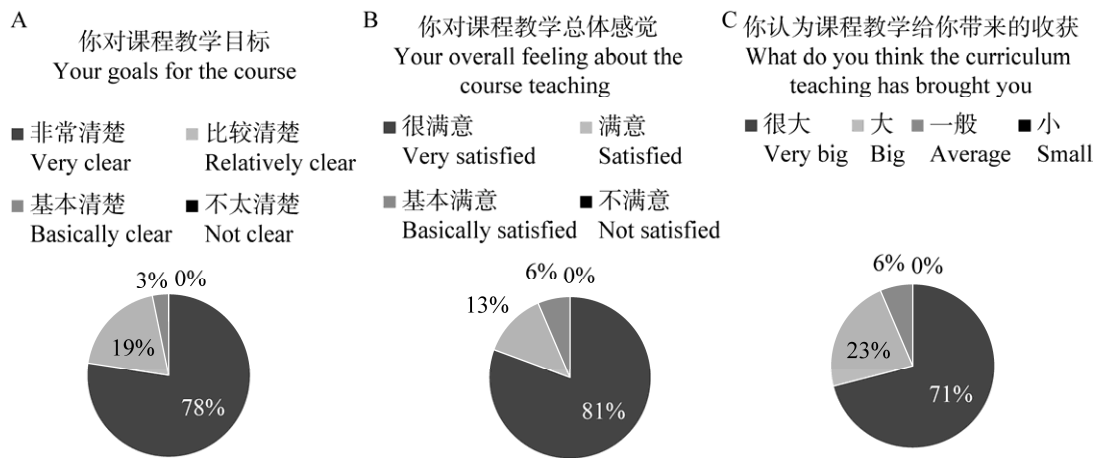 A
你对课程教学目标
Your goals for the course
非常清楚 比较清楚
Very clear Relatively clear
基本清楚 不太清楚
Basically clear Not clear
3% 0%
19%
78%
B
你对课程教学总体感觉
Your overall feeling about the
course teaching
很满意 满意
Very satisfied Satisfied
基本满意 不满意
Basically satisfied Not satisfied
6% 0%
13%
81%
C 你认为课程教学给你带来的收获
What do you think the curriculum
teaching has brought you
很大 大 一般 小
Very big Big Average Small
6% 0%
23%
71%